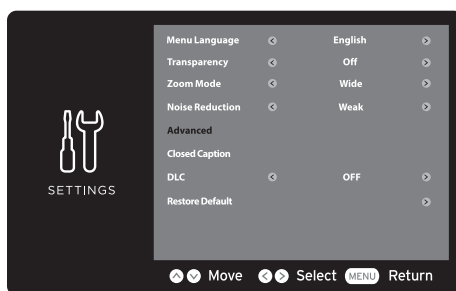 Menu Language English
Transparency Off
Zoom Mode Wide
Noise Reduction Weak
Advanced
Closed Caption
DLC OFF
Restore Default
SETTINGS
Move Select MENU Return